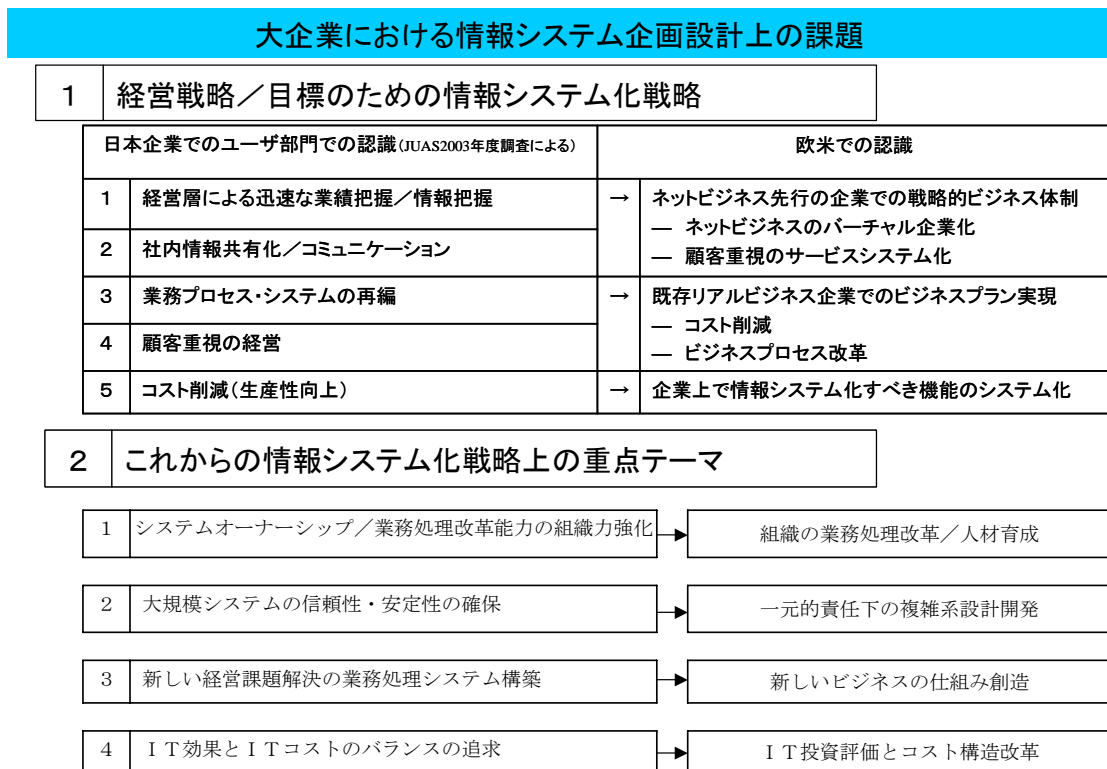 大企業における情報システム企画設計上の課題
1 経営戦略／目標のための情報システム化戦略
日本企業でのユーザ部門での認識(JUAS2003年度調査による) 欧米での認識
1 経営層による迅速な業績把握／情報把握 → ネットビジネス先行の企業での戦略的ビジネス体制
― ネットビジネスのバーチャル企業化
2 社内情報共有化／コミュニケーション
― 顧客重視のサービスシステム化
3 業務プロセス・システムの再編 → 既存リアルビジネス企業でのビジネスプラン実現
― コスト削減
4 顧客重視の経営
― ビジネスプロセス改革
5 コスト削減(生産性向上) → 企業上で情報システム化すべき機能のシステム化
2 これからの情報システム化戦略上の重点テーマ
1 システムオーナーシップ／業務処理改革能力の組織力強化 組織の業務処理改革／人材育成
2 大規模システムの信頼性・安定性の確保 一元的責任下の複雑系設計開発
3 新しい経営課題解決の業務処理システム構築 新しいビジネスの仕組み創造
4 ＩＴ効果とＩＴコストのバランスの追求 ＩＴ投資評価とコスト構造改革